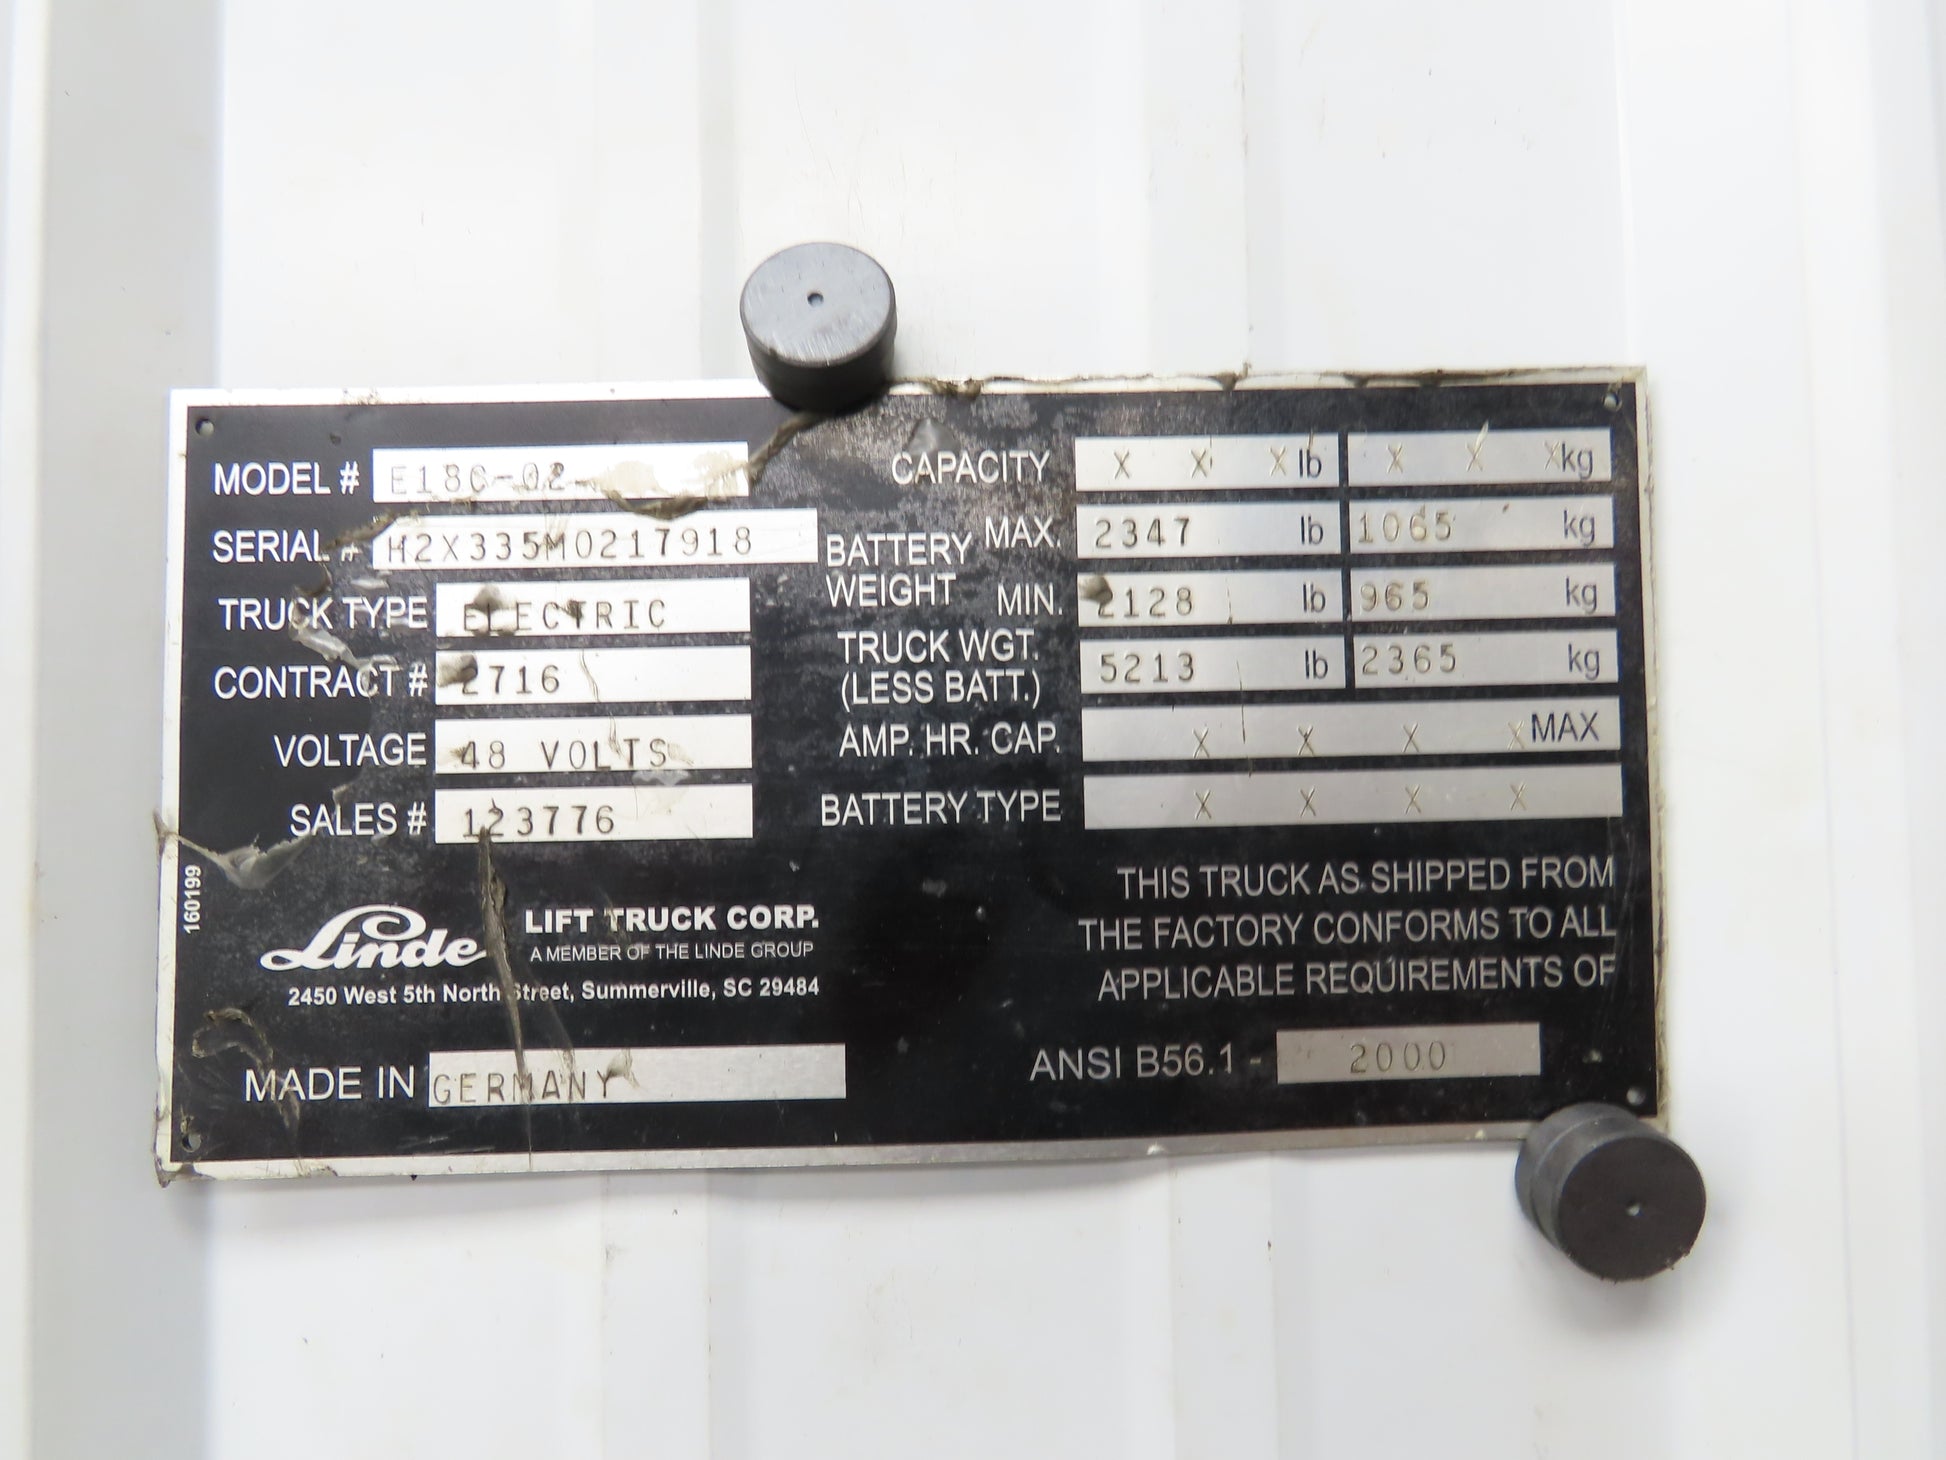 MODEL # E18C-02
SERIAL # H2X335M0217918
TRUCK TYPE ELECTRIC
CONTRACT # 2716
VOLTAGE 48 VOLTS
SALES # 123776
160199
Linde LIFT TRUCK CORP.
A MEMBER OF THE LINDE GROUP
2450 West 5th North Street, Summerville, SC 29484
MADE IN GERMANY
CAPACITY X X X lb X X X kg
BATTERY WEIGHT MAX. 2347 lb 1065 kg
MIN. 2128 lb 965 kg
TRUCK WGT. (LESS BATT.) 5213 lb 2365 kg
AMP. HR. CAP. X X X X MAX
BATTERY TYPE X X X X
THIS TRUCK AS SHIPPED FROM
THE FACTORY CONFORMS TO ALL
APPLICABLE REQUIREMENTS OF
ANSI B56.1 - 2000